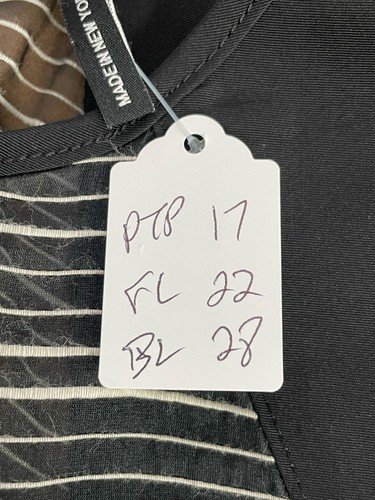 MADE IN NEW YO
PTP 17
FL 22
BL 28